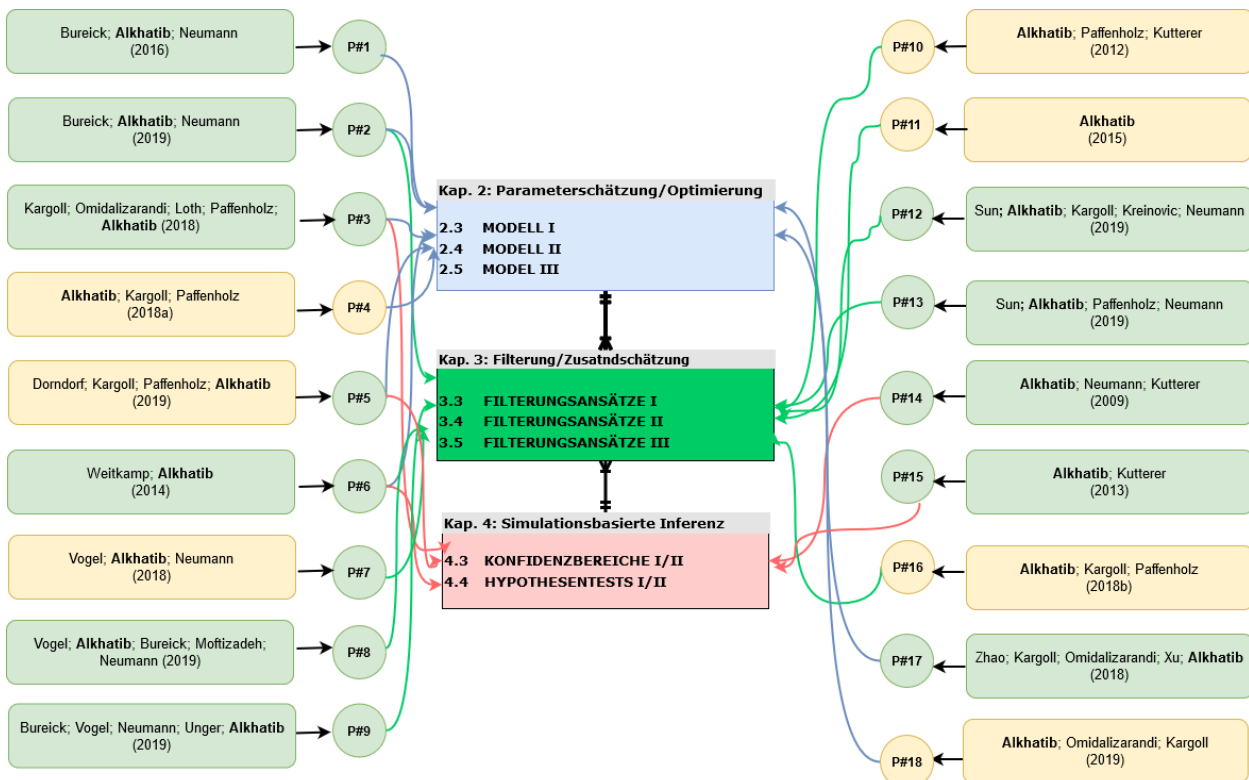 Bureick; Alkhatib; Neumann
(2016)
P#1
Bureick; Alkhatib; Neumann
(2019)
P#2
Kargoll; Omidalizarandi; Loth; Paffenholz;
Alkhatib (2018)
P#3
Alkhatib; Kargoll; Paffenholz
(2018a)
P#4
Dorndorf; Kargoll; Paffenholz; Alkhatib
(2019)
P#5
Weitkamp; Alkhatib
(2014)
P#6
Vogel; Alkhatib; Neumann
(2018)
P#7
Vogel; Alkhatib; Bureick; Moftizadeh;
Neumann (2019)
P#8
Bureick; Vogel; Neumann; Unger; Alkhatib
(2019)
P#9
Kap. 2: Parameterschätzung/Optimierung
2.3 MODELL I
2.4 MODELL II
2.5 MODEL III
Kap. 3: Filterung/Zusatndschätzung
3.3 FILTERUNGSANSÄTZE I
3.4 FILTERUNGSANSÄTZE II
3.5 FILTERUNGSANSÄTZE III
Kap. 4: Simulationsbasierte Inferenz
4.3 KONFIDENZBEREICHE I/II
4.4 HYPOTHESENTESTS I/II
P#10
Alkhatib; Paffenholz; Kutterer
(2012)
P#11
Alkhatib
(2015)
P#12
Sun; Alkhatib; Kargoll; Kreinovic; Neumann
(2019)
P#13
Sun; Alkhatib; Paffenholz; Neumann
(2019)
P#14
Alkhatib; Neumann; Kutterer
(2009)
P#15
Alkhatib; Kutterer
(2013)
P#16
Alkhatib; Kargoll; Paffenholz
(2018b)
P#17
Zhao; Kargoll; Omidalizarandi; Xu; Alkhatib
(2018)
P#18
Alkhatib; Omidalizarandi; Kargoll
(2019)